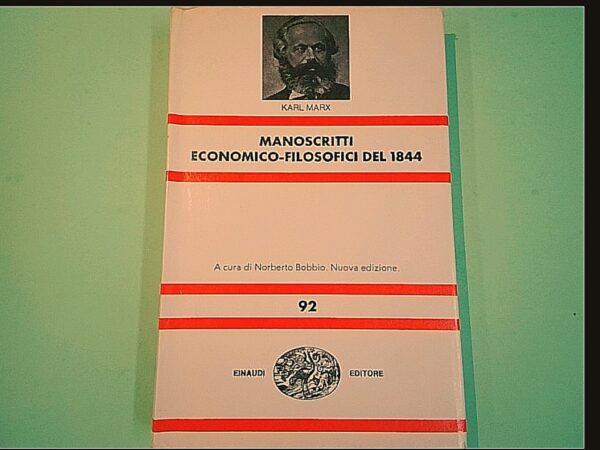 KARL MARX
MANOSCRITTI
ECONOMICO-FILOSOFICI DEL 1844
A cura di Norberto Bobbio. Nuova edizione.
92
EINAUDI EDITORE